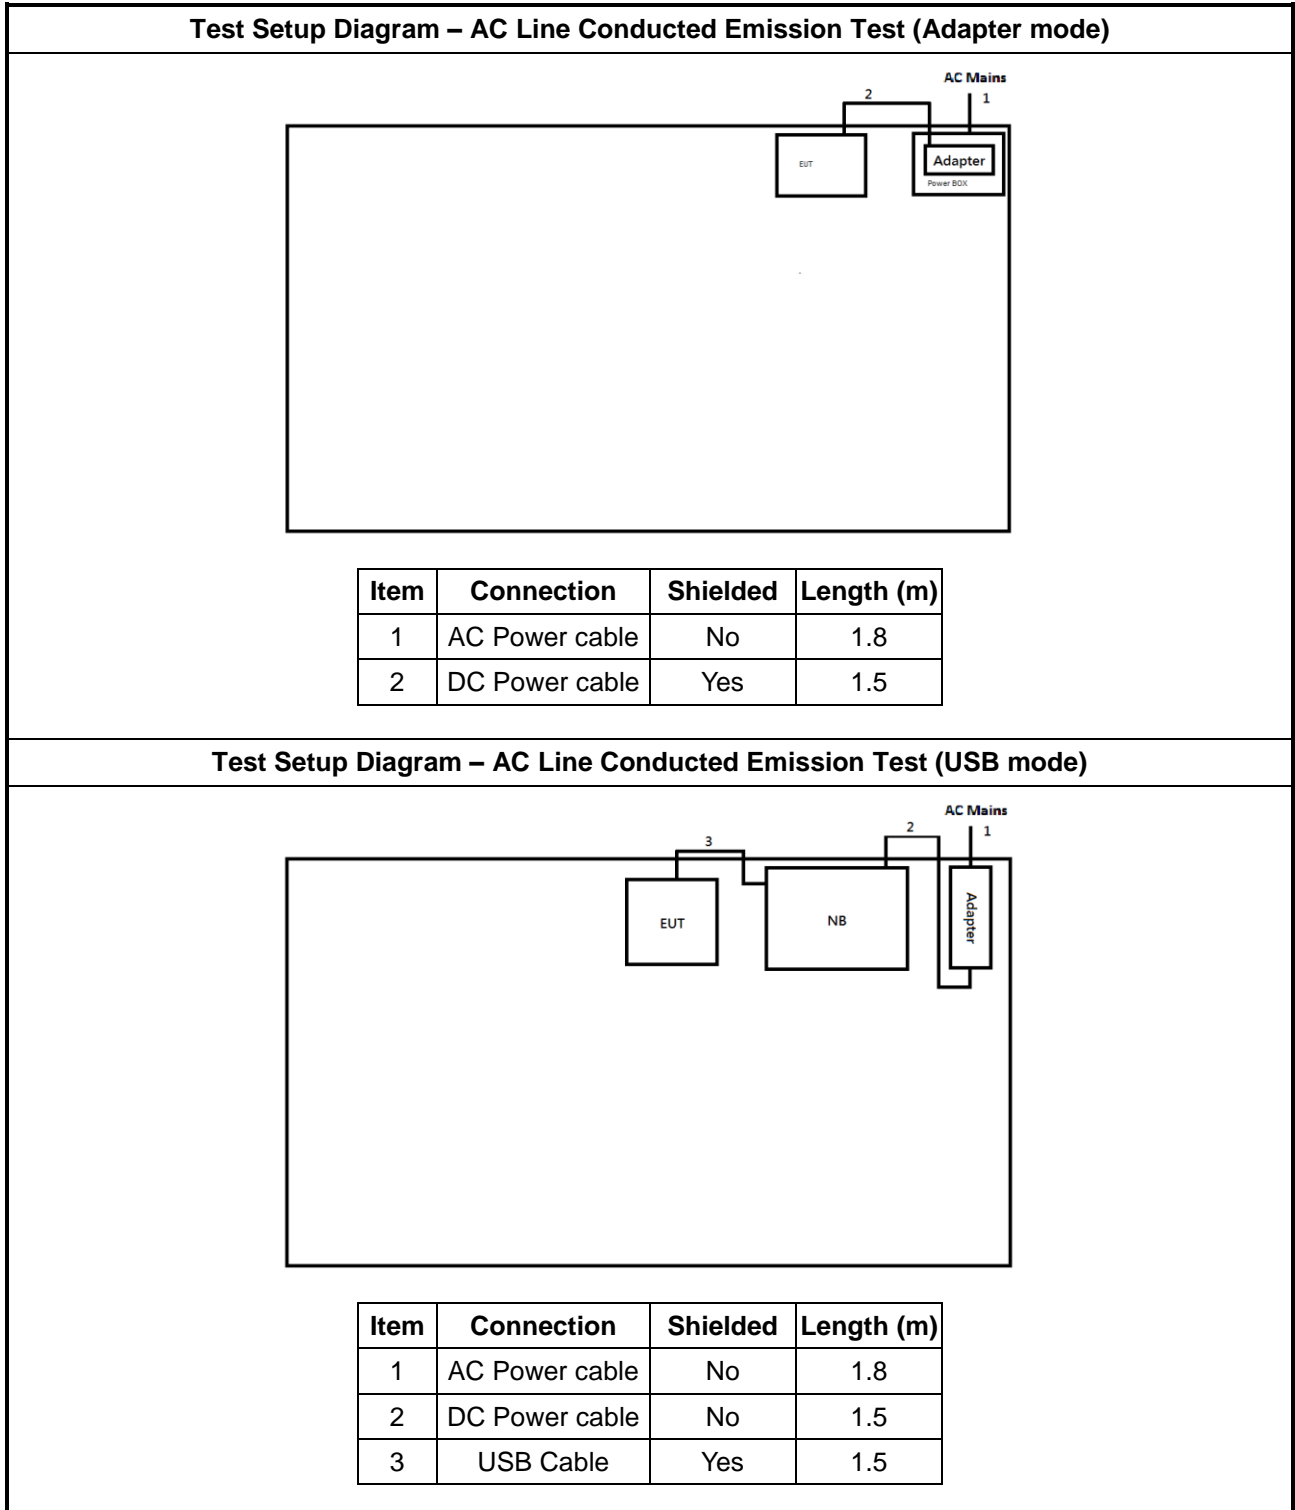 Test Setup Diagram – AC Line Conducted Emission Test (Adapter mode)
AC Mains
2
1
EUT
Adapter
Power BOX
Item Connection Shielded Length (m)
1 AC Power cable No 1.8
2 DC Power cable Yes 1.5
Test Setup Diagram – AC Line Conducted Emission Test (USB mode)
AC Mains
3
2
1
EUT
NB
Adapter
Item Connection Shielded Length (m)
1 AC Power cable No 1.8
2 DC Power cable No 1.5
3 USB Cable Yes 1.5